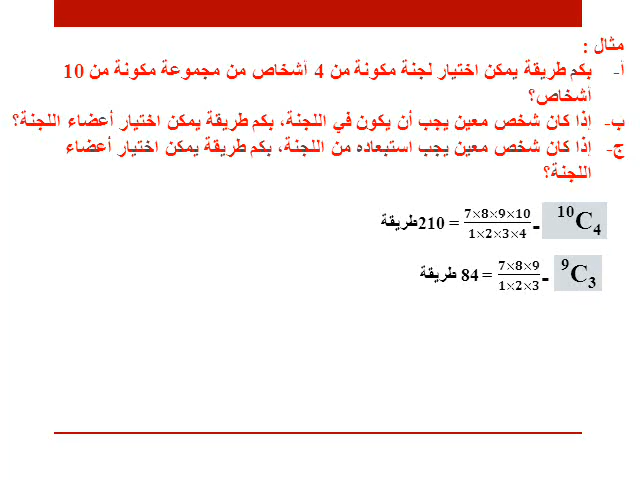 مثال :
أ- بكم طريقة يمكن اختيار لجنة مكونة من 4 أشخاص من مجموعة مكونة من 10
أشخاص؟
ب- إذا كان شخص معين يجب أن يكون في اللجنة، بكم طريقة يمكن اختيار أعضاء اللجنة؟
ج- إذا كان شخص معين يجب استبعاده من اللجنة، بكم طريقة يمكن اختيار أعضاء
اللجنة؟
¹⁰C₄ - 7×8×9×10 / 1×2×3×4 = 210طريقة
⁹C₃ - 7×8×9 / 1×2×3 = 84 طريقة